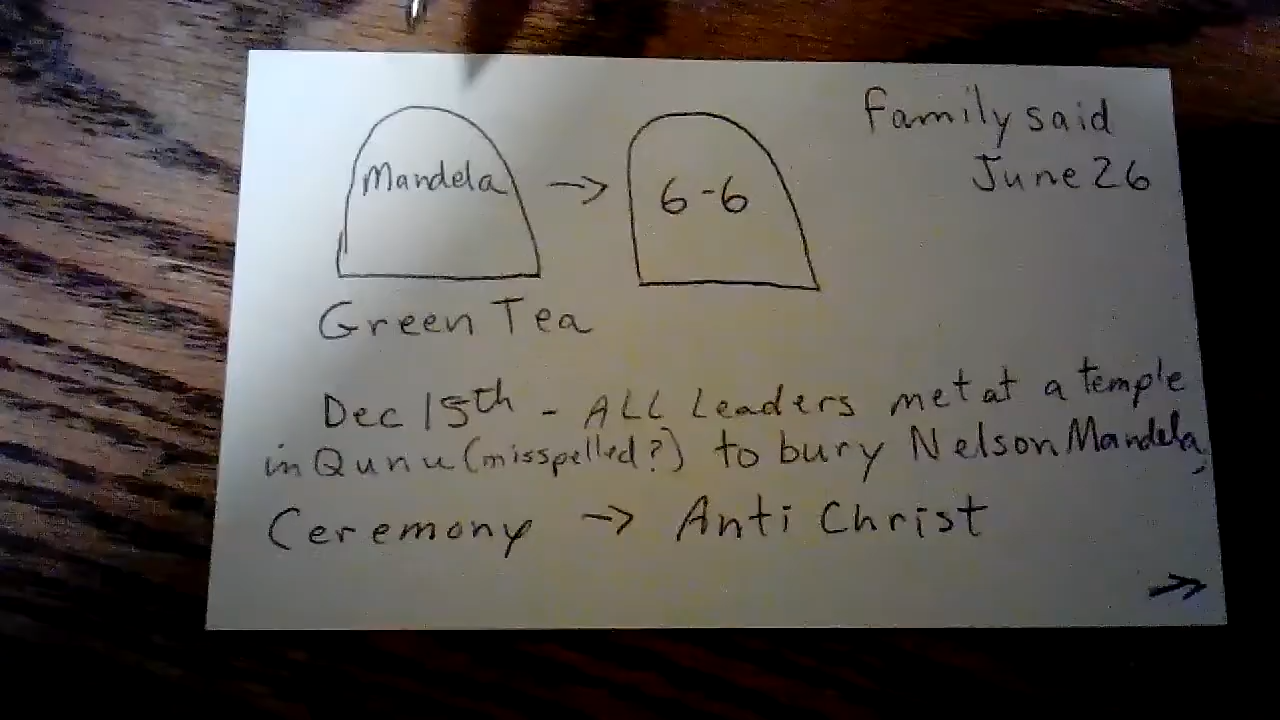 Mandela → 6-6
Family said
June 26
Green Tea
Dec 15th - ALL Leaders met at a temple
in Qunu (misspelled?) to bury Nelson Mandela,
Ceremony → Anti Christ
→